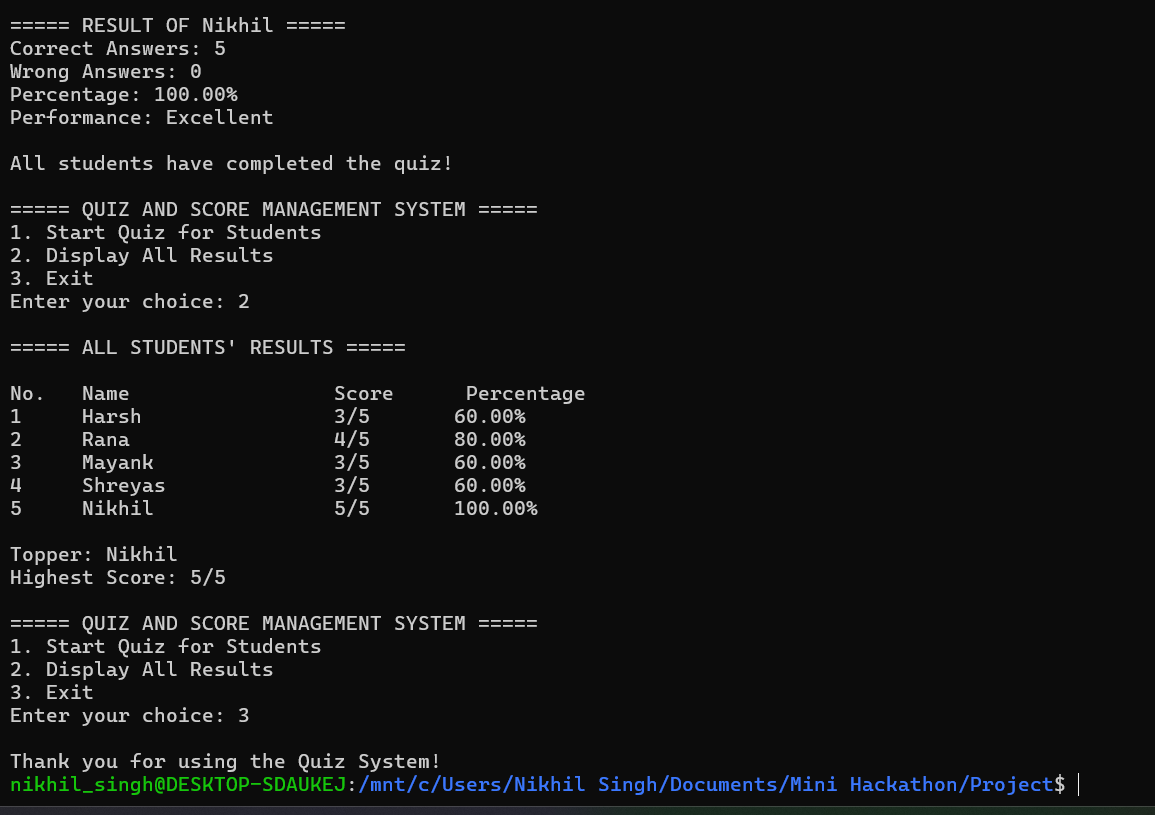 ===== RESULT OF Nikhil =====
Correct Answers: 5
Wrong Answers: 0
Percentage: 100.00%
Performance: Excellent

All students have completed the quiz!

===== QUIZ AND SCORE MANAGEMENT SYSTEM =====
1. Start Quiz for Students
2. Display All Results
3. Exit
Enter your choice: 2

===== ALL STUDENTS' RESULTS =====

No.   Name                 Score      Percentage
1     Harsh                3/5       60.00%
2     Rana                 4/5       80.00%
3     Mayank               3/5       60.00%
4     Shreyas              3/5       60.00%
5     Nikhil               5/5       100.00%

Topper: Nikhil
Highest Score: 5/5

===== QUIZ AND SCORE MANAGEMENT SYSTEM =====
1. Start Quiz for Students
2. Display All Results
3. Exit
Enter your choice: 3

Thank you for using the Quiz System!
nikhil_singh@DESKTOP-SDAUKEJ:/mnt/c/Users/Nikhil Singh/Documents/Mini Hackathon/Project$